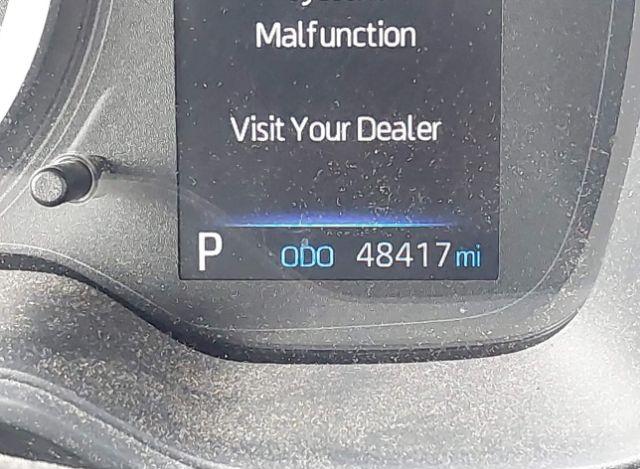 Malfunction
Visit Your Dealer
P ODO 48417 mi